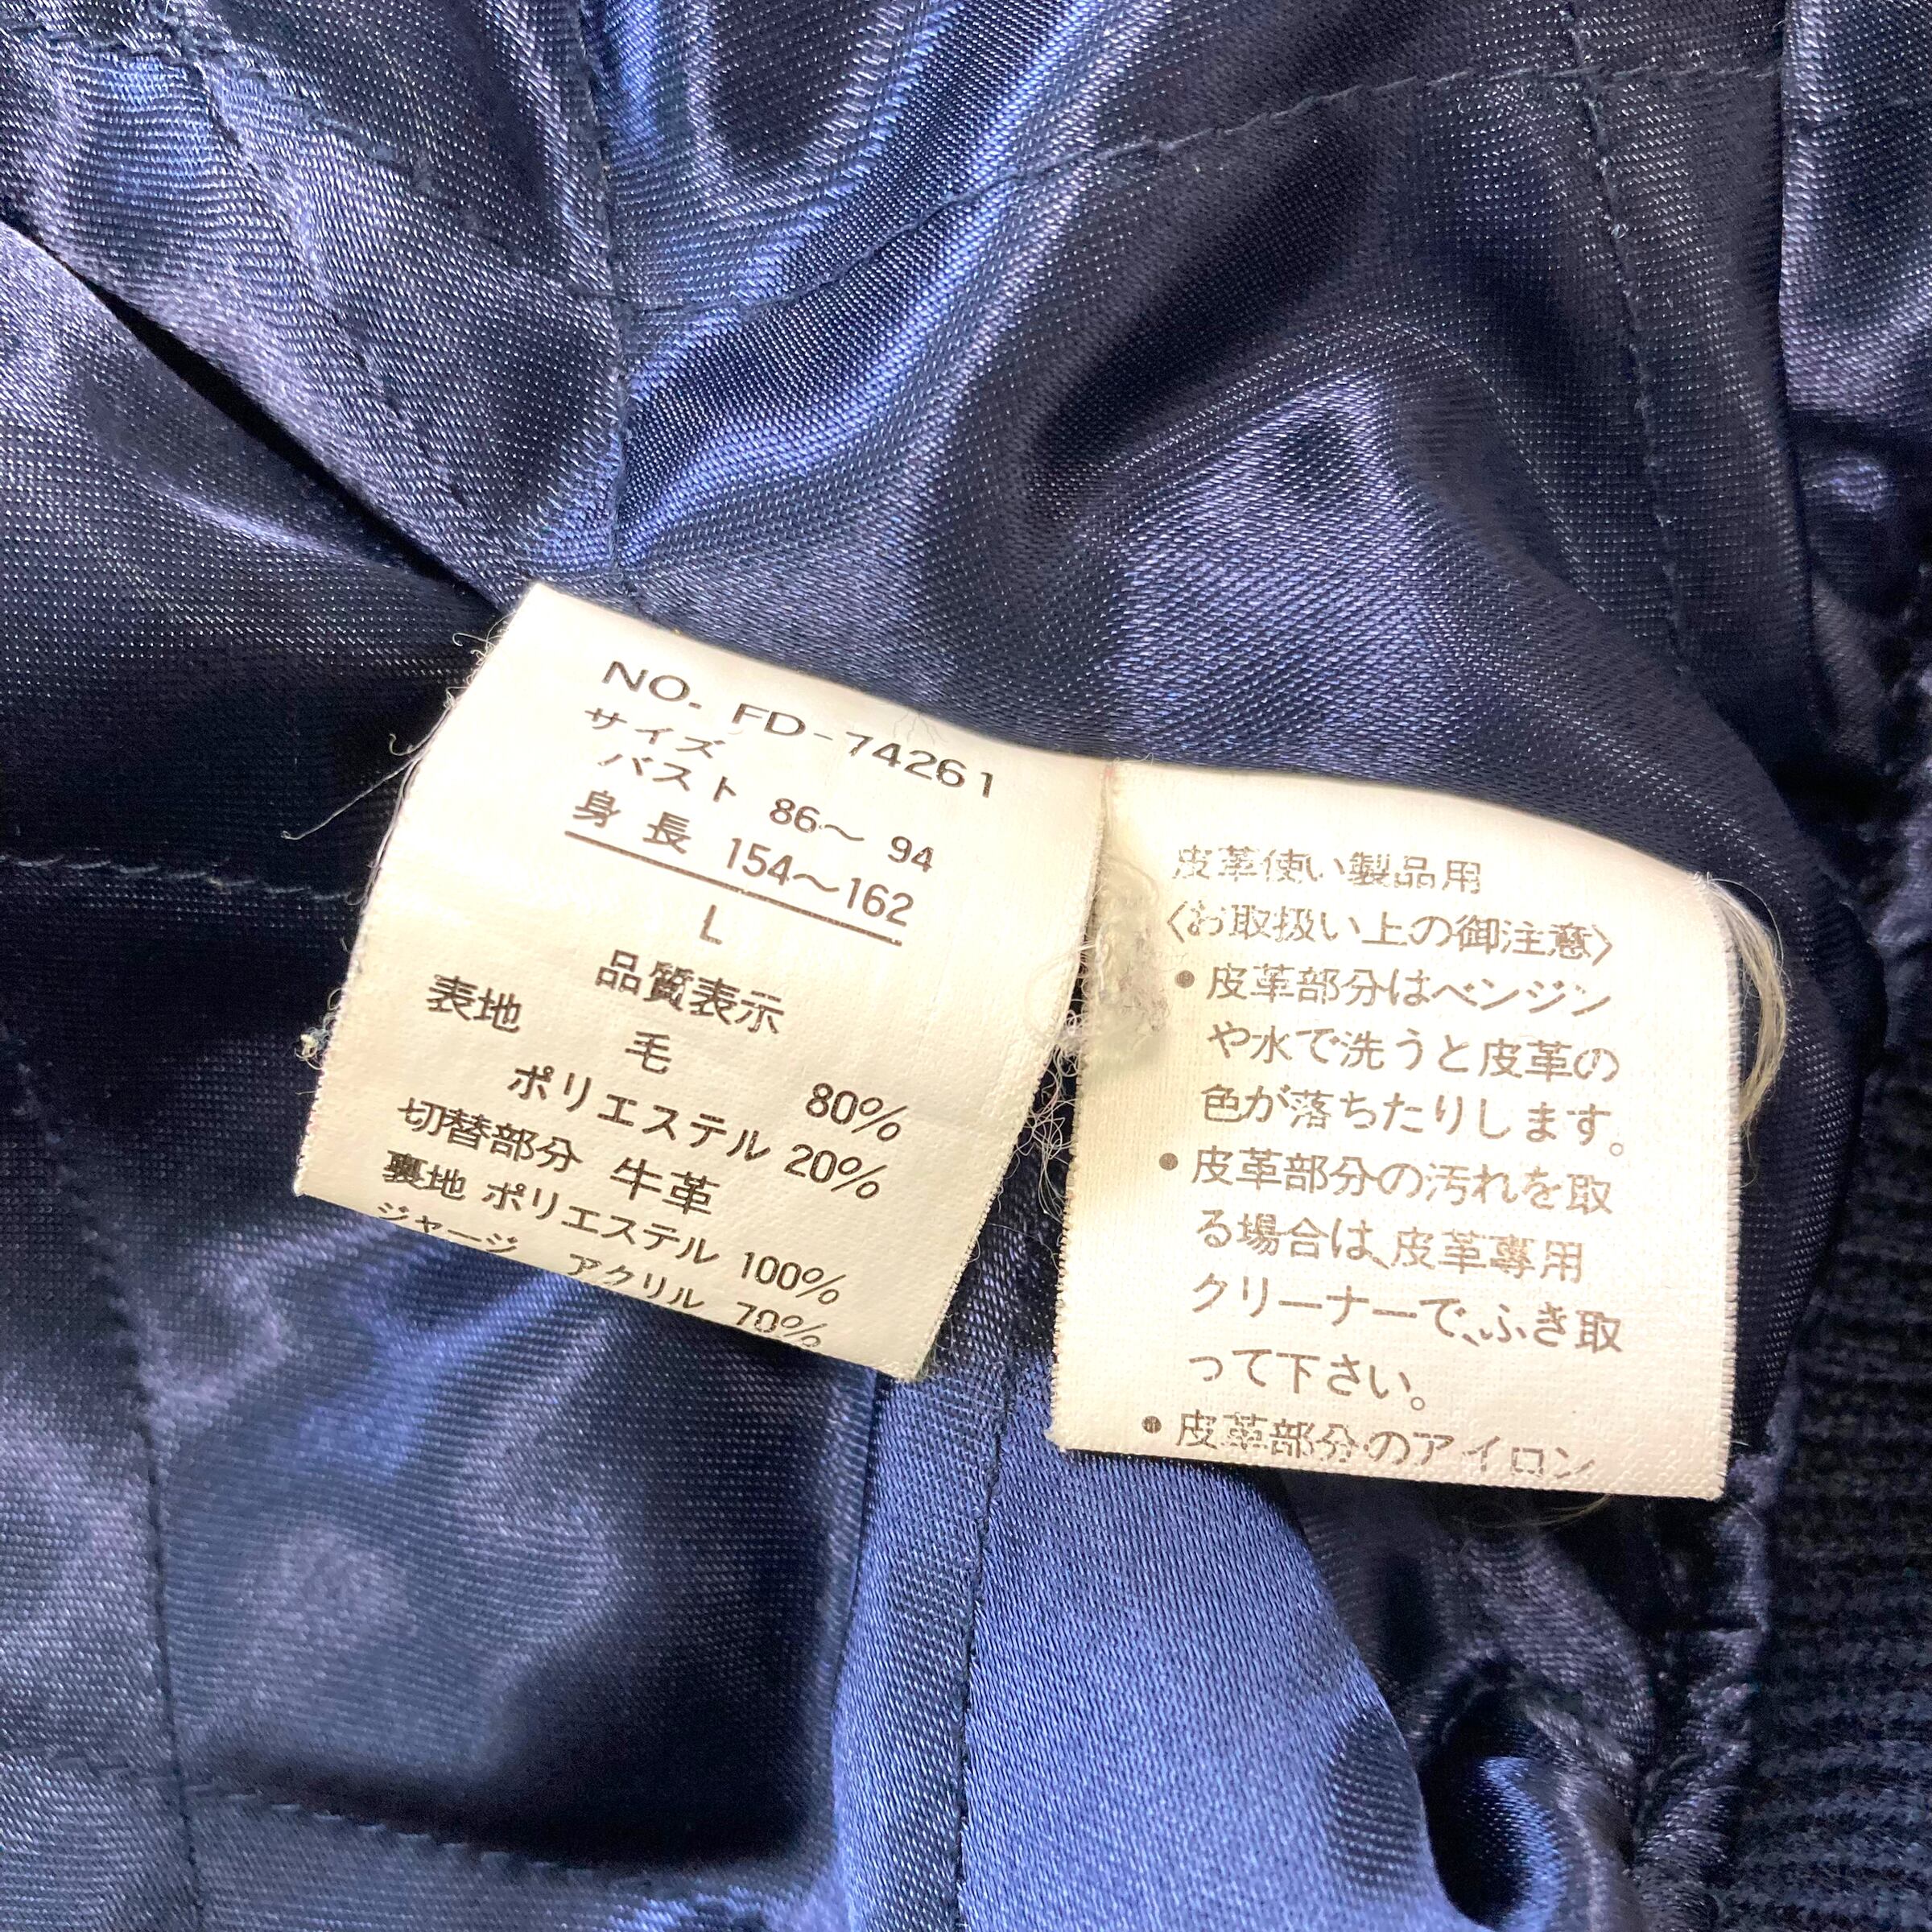 NO. FD-74261
サイズ
バスト 86～ 94
身長 154～162
L
品質表示
表地 毛 80%
ポリエステル 20%
切替部分 牛革
裏地 ポリエステル 100%
ジャージ アクリル 70%
皮革使い製品用
〈お取扱い上の御注意〉
•皮革部分はベンジン
や水で洗うと皮革の
色が落ちたりします。
•皮革部分の汚れを取
る場合は、皮革専用
クリーナーで、ふき取
って下さい。
•皮革部分のアイロン